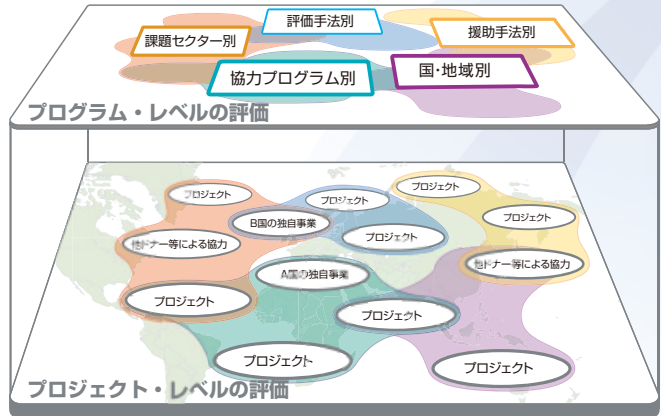 評価手法別
課題セクター別
援助手法別
協力プログラム別
国・地域別
プログラム・レベルの評価
プロジェクト
プロジェクト
プロジェクト
B国の独自事業
プロジェクト
プロジェクト
他ドナー等による協力
他ドナー等による協力
A国の独自事業
プロジェクト
プロジェクト
プロジェクト
プロジェクト
プロジェクト・レベルの評価